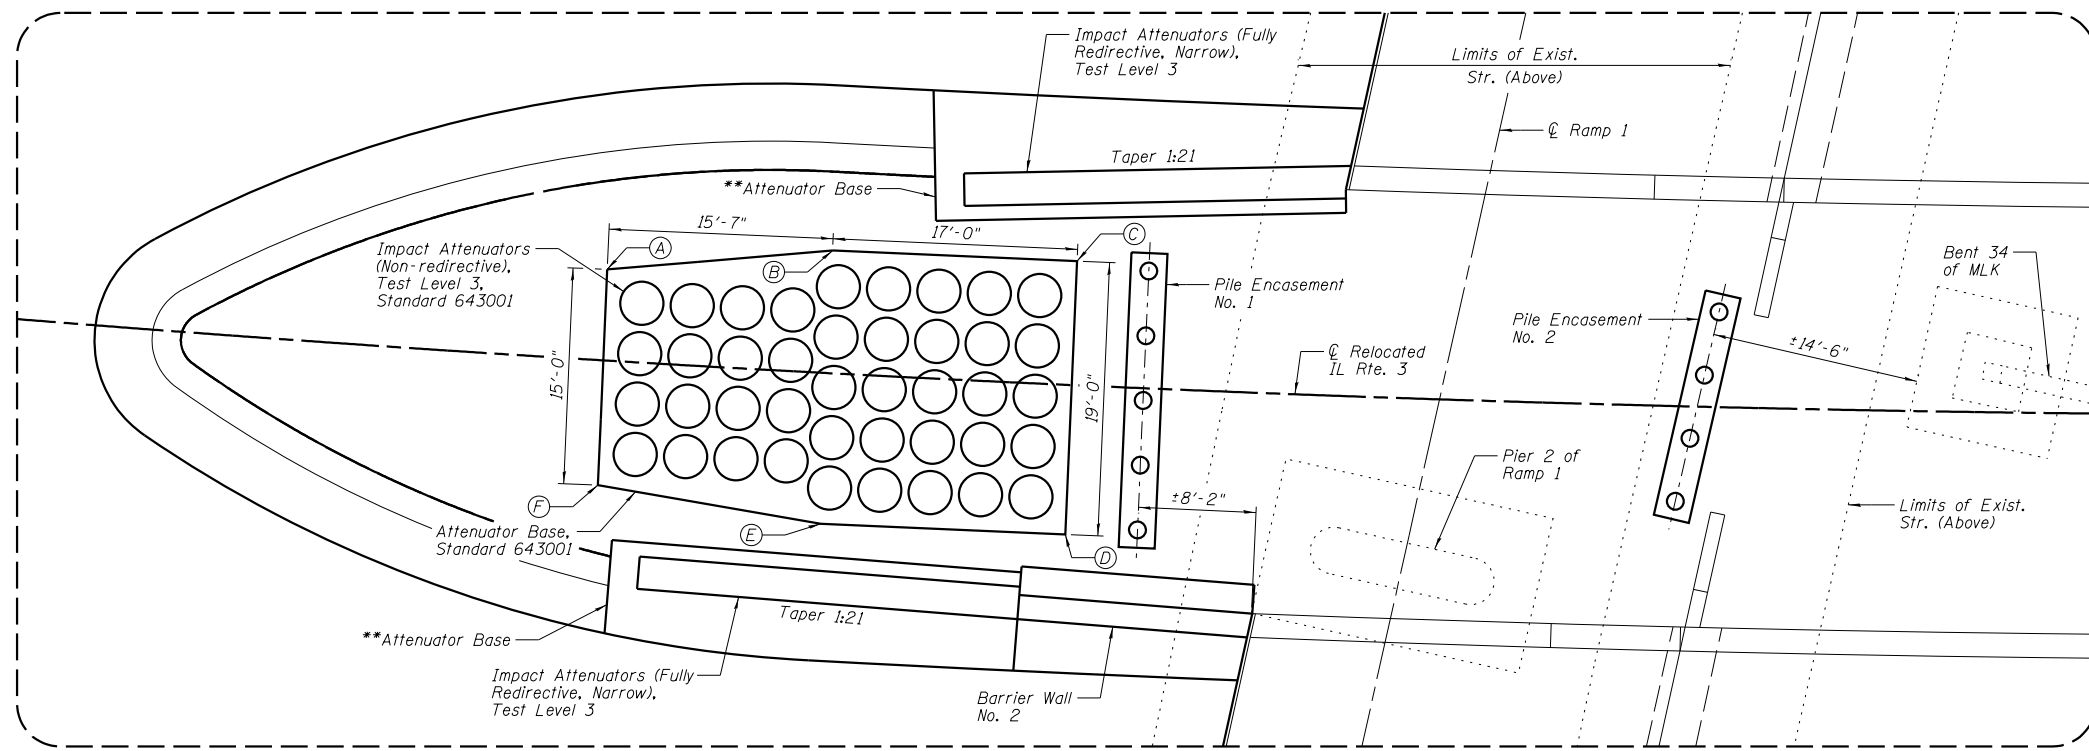 Impact Attenuators (Fully
Redirective, Narrow),
Test Level 3
Limits of Exist.
Str. (Above)
℄ Ramp 1
Taper 1:21
**Attenuator Base
15'-7"
17'-0"
Impact Attenuators
(Non-redirective),
Test Level 3,
Standard 643001
A
B
C
Bent 34
of MLK
Pile Encasement
No. 1
Pile Encasement
No. 2
±14'-6"
℄ Relocated
IL Rte. 3
15'-0"
19'-0"
Pier 2 of
Ramp 1
±8'-2"
F
E
D
Attenuator Base,
Standard 643001
Limits of Exist.
Str. (Above)
Taper 1:21
**Attenuator Base
Impact Attenuators (Fully
Redirective, Narrow),
Test Level 3
Barrier Wall
No. 2